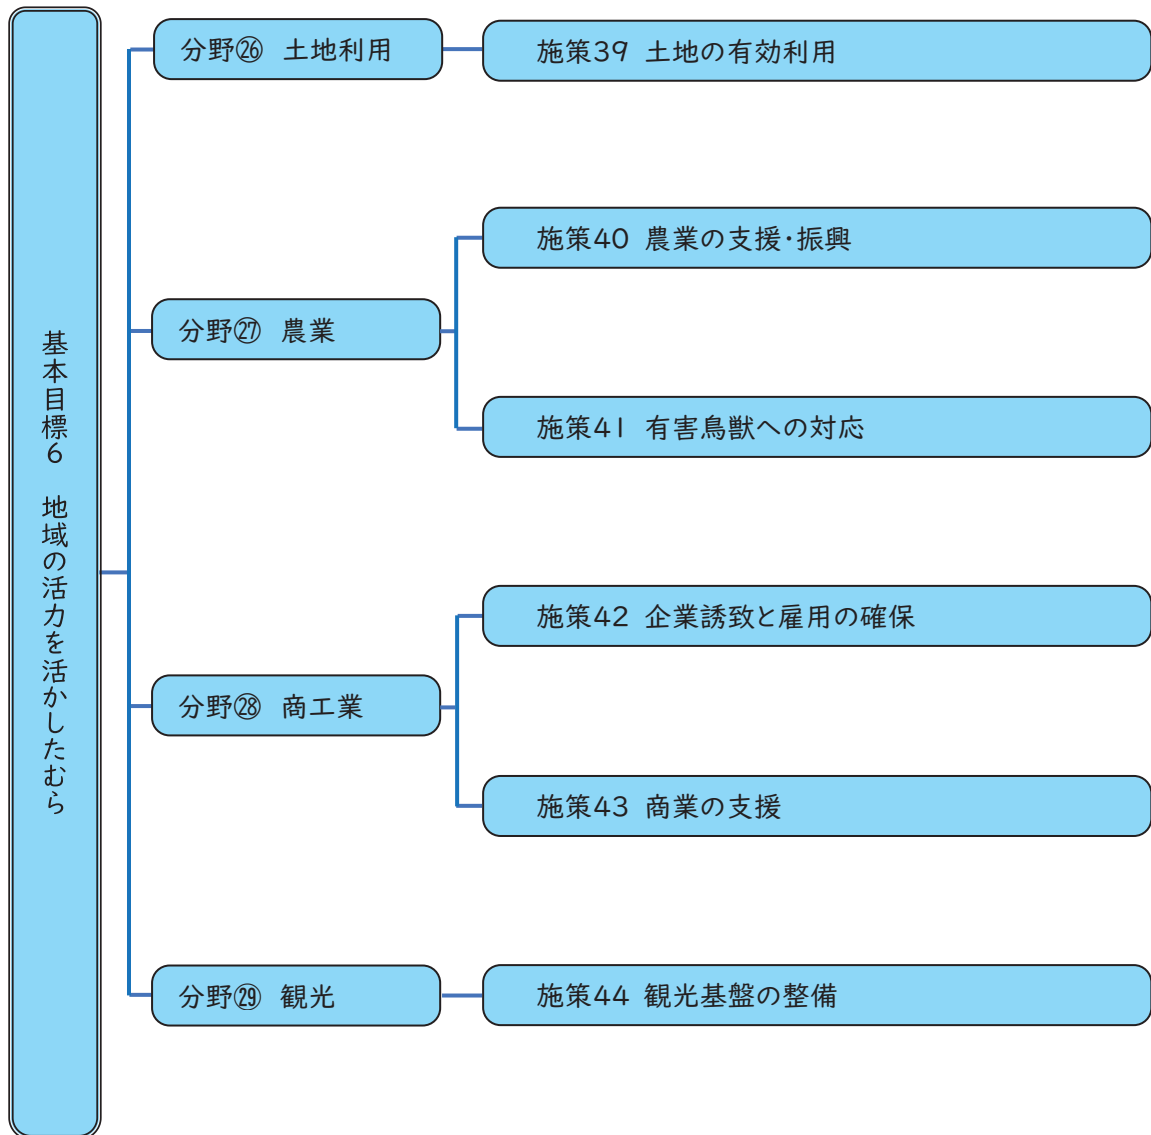 基本目標6　地域の活力を活かしたむら
分野㉖　土地利用
施策39 土地の有効利用
分野㉗　農業
施策40 農業の支援・振興
施策41 有害鳥獣への対応
分野㉘　商工業
施策42 企業誘致と雇用の確保
施策43 商業の支援
分野㉙　観光
施策44 観光基盤の整備